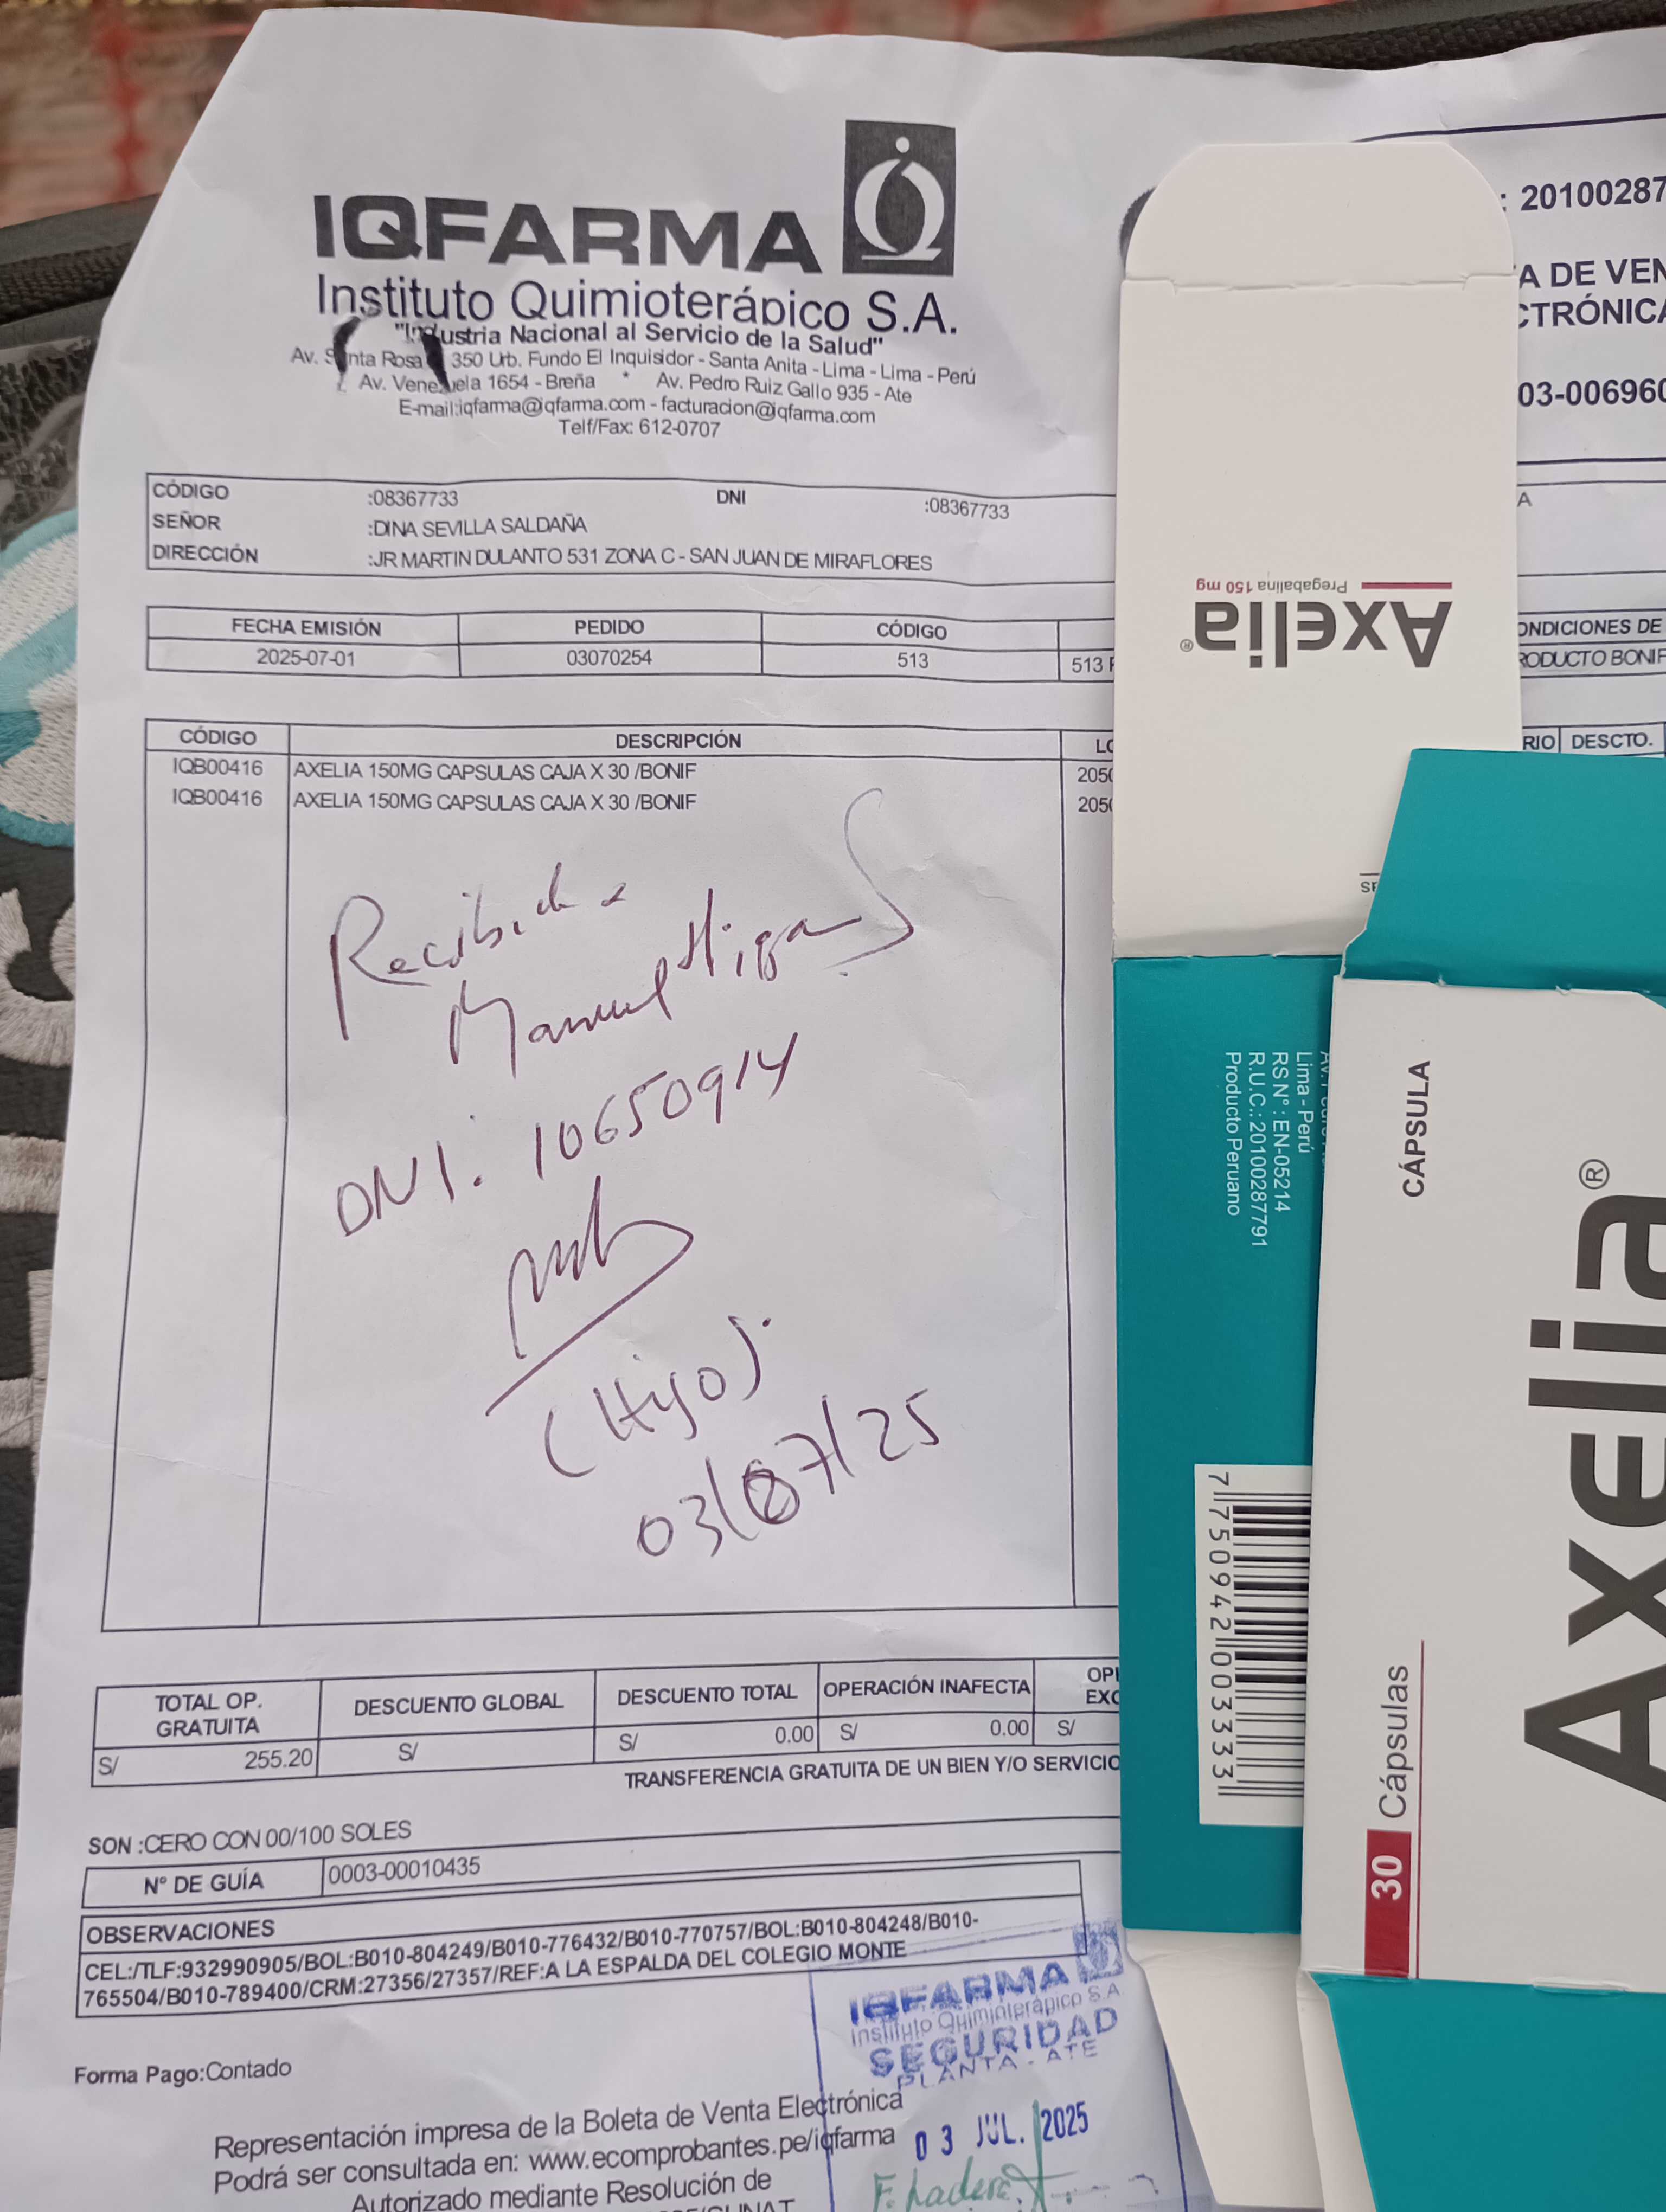 IQFARMA
Instituto Quimioterápico S.A.
"Industria Nacional al Servicio de la Salud"
Av. Santa Rosa 350 Urb. Fundo El Inquisidor - Santa Anita - Lima - Lima - Perú
Av. Venezuela 1654 - Breña * Av. Pedro Ruiz Gallo 935 - Ate
E-mail:iqfarma@iqfarma.com - facturacion@iqfarma.com
Telf/Fax: 612-0707
: 20100287
A DE VEN
CTRÓNICA
03-006960
CÓDIGO :08367733 DNI :08367733
SEÑOR :DINA SEVILLA SALDAÑA
DIRECCIÓN :JR MARTIN DULANTO 531 ZONA C - SAN JUAN DE MIRAFLORES
A
FECHA EMISIÓN PEDIDO CÓDIGO ONDICIONES DE
2025-07-01 03070254 513 513 RODUCTO BONIF
CÓDIGO DESCRIPCIÓN LO RIO DESCTO.
IQB00416 AXELIA 150MG CAPSULAS CAJA X 30 /BONIF 2050
IQB00416 AXELIA 150MG CAPSULAS CAJA X 30 /BONIF 205
Recibido
Manuel
DNI. 10650914
(Hijo).
03/07/25
TOTAL OP. GRATUITA DESCUENTO GLOBAL DESCUENTO TOTAL OPERACIÓN INAFECTA OP EXO
S/ 255.20 S/ S/ 0.00 S/ 0.00 S/
TRANSFERENCIA GRATUITA DE UN BIEN Y/O SERVICIO
SON :CERO CON 00/100 SOLES
N° DE GUÍA 0003-00010435
OBSERVACIONES
CEL:/TLF:932990905/BOL:B010-804249/B010-776432/B010-770757/BOL:B010-804248/B010-
765504/B010-789400/CRM:27356/27357/REF:A LA ESPALDA DEL COLEGIO MONTE
Forma Pago:Contado
Representación impresa de la Boleta de Venta Electrónica
Podrá ser consultada en: www.ecomprobantes.pe/iqfarma
Autorizado mediante Resolución de
IQFARMA
Instituto Quimioterápico S.A.
SEGURIDAD
PLANTA - ATE
03 JUL. 2025
Axelia®
Pregabalina 150 mg
Lima - Perú
RS N° : EN-05214
R.U.C.: 20100287791
Producto Peruano
7 750942 003333
CÁPSULA
Axelia®
30 Cápsulas